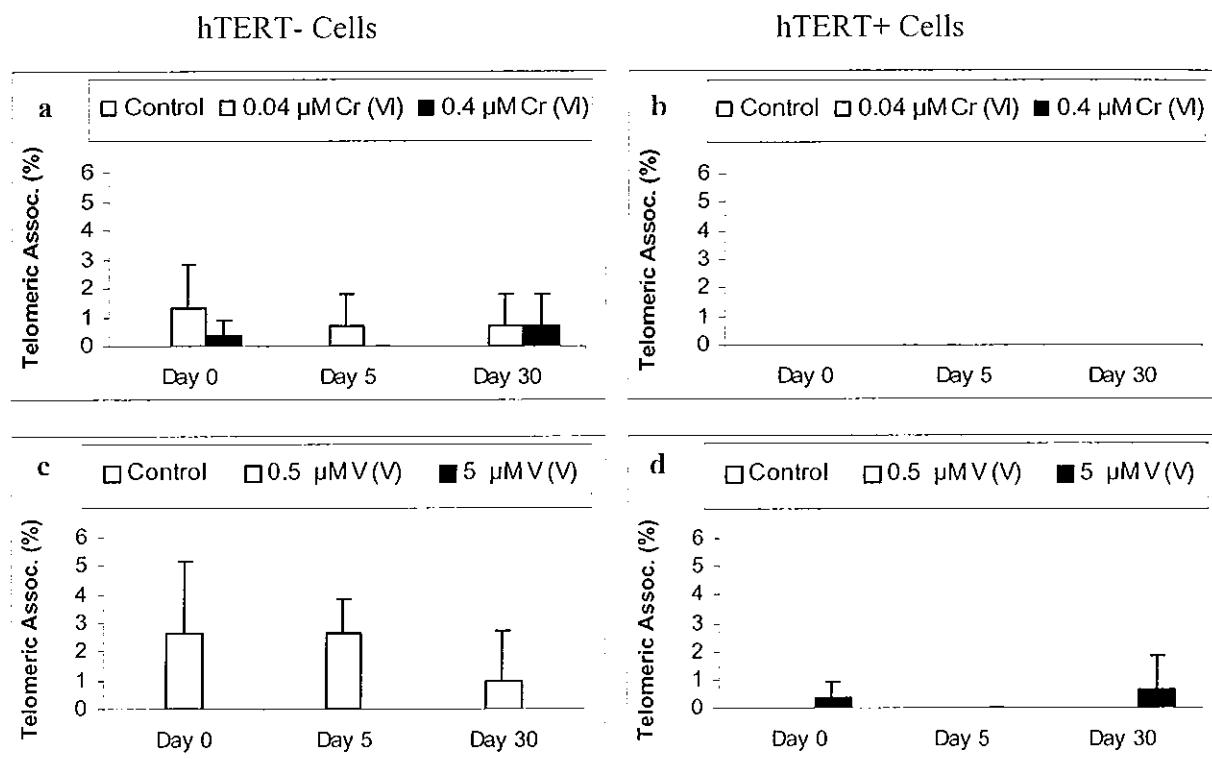 hTERT- Cells
hTERT+ Cells
a
Control 0.04 µM Cr (VI) 0.4 µM Cr (VI)
Telomeric Assoc. (%)
6
5
4
3
2
1
0
Day 0 Day 5 Day 30
b
Control 0.04 µM Cr (VI) 0.4 µM Cr (VI)
Telomeric Assoc. (%)
6
5
4
3
2
1
0
Day 0 Day 5 Day 30
c
Control 0.5 µM V (V) 5 µM V (V)
Telomeric Assoc. (%)
6
5
4
3
2
1
0
Day 0 Day 5 Day 30
d
Control 0.5 µM V (V) 5 µM V (V)
Telomeric Assoc. (%)
6
5
4
3
2
1
0
Day 0 Day 5 Day 30